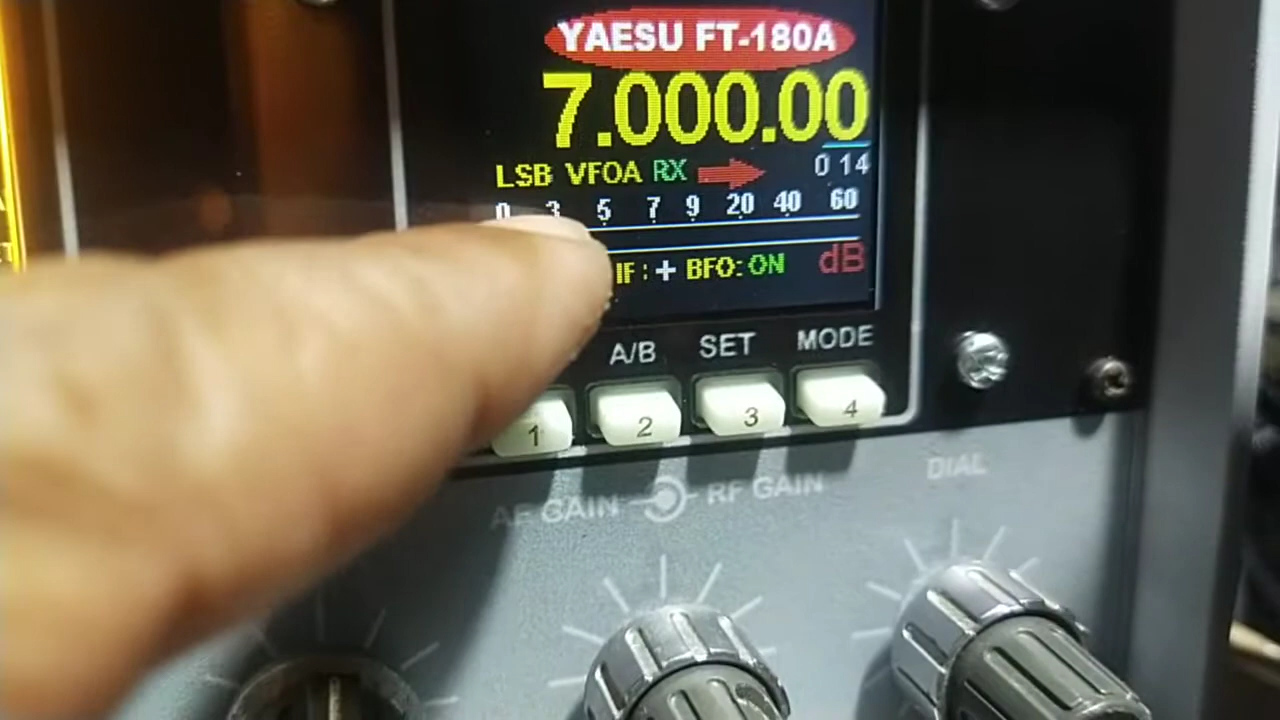 YAESU FT-180A
7.000.00
LSB VFOA RX 0 14
0 3 5 7 9 20 40 60
IF: + BFO: ON dB
A/B SET MODE
1 2 3 4
AF GAIN RF GAIN
DIAL